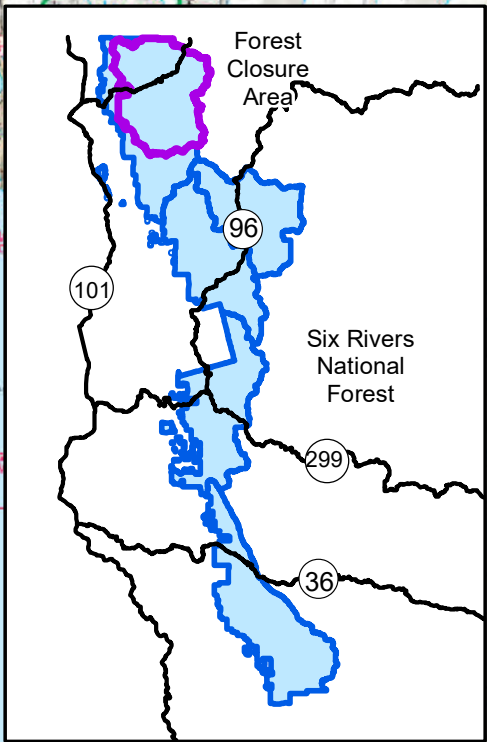 Forest
Closure
Area
96
101
Six Rivers
National
Forest
299
36